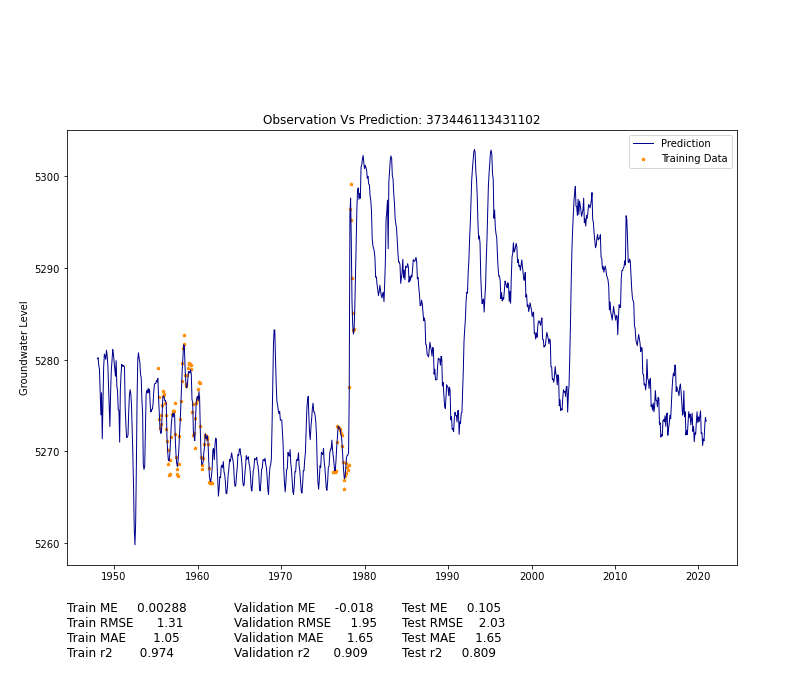 Observation Vs Prediction: 373446113431102
Prediction
Training Data
Groundwater Level
5300
5290
5280
5270
5260
1950 1960 1970 1980 1990 2000 2010 2020
Train ME 0.00288 Validation ME -0.018 Test ME 0.105
Train RMSE 1.31 Validation RMSE 1.95 Test RMSE 2.03
Train MAE 1.05 Validation MAE 1.65 Test MAE 1.65
Train r2 0.974 Validation r2 0.909 Test r2 0.809